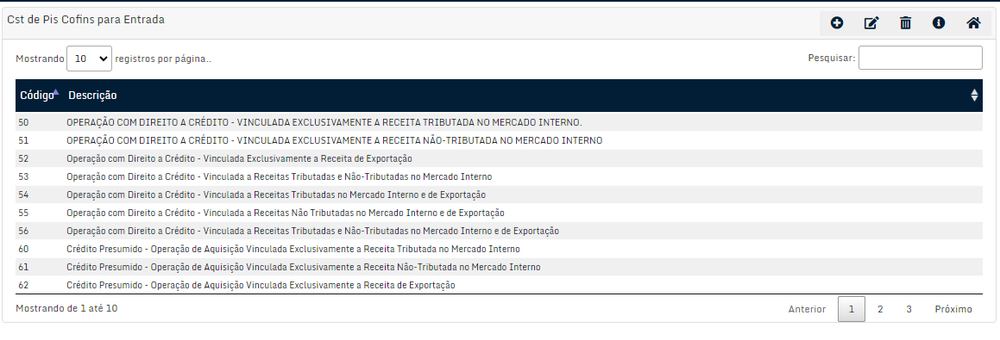 Cst de Pis Cofins para Entrada
Mostrando 10 registros por página..
Pesquisar:
Código Descrição
50 OPERAÇÃO COM DIREITO A CRÉDITO - VINCULADA EXCLUSIVAMENTE A RECEITA TRIBUTADA NO MERCADO INTERNO.
51 OPERAÇÃO COM DIREITO A CRÉDITO - VINCULADA EXCLUSIVAMENTE A RECEITA NÃO-TRIBUTADA NO MERCADO INTERNO
52 Operação com Direito a Crédito - Vinculada Exclusivamente a Receita de Exportação
53 Operação com Direito a Crédito - Vinculada a Receitas Tributadas e Não-Tributadas no Mercado Interno
54 Operação com Direito a Crédito - Vinculada a Receitas Tributadas no Mercado Interno e de Exportação
55 Operação com Direito a Crédito - Vinculada a Receitas Não Tributadas no Mercado Interno e de Exportação
56 Operação com Direito a Crédito - Vinculada a Receitas Tributadas e Não-Tributadas no Mercado Interno e de Exportação
60 Crédito Presumido - Operação de Aquisição Vinculada Exclusivamente a Receita Tributada no Mercado Interno
61 Crédito Presumido - Operação de Aquisição Vinculada Exclusivamente a Receita Não-Tributada no Mercado Interno
62 Crédito Presumido - Operação de Aquisição Vinculada Exclusivamente a Receita de Exportação
Mostrando de 1 até 10
Anterior 1 2 3 Próximo